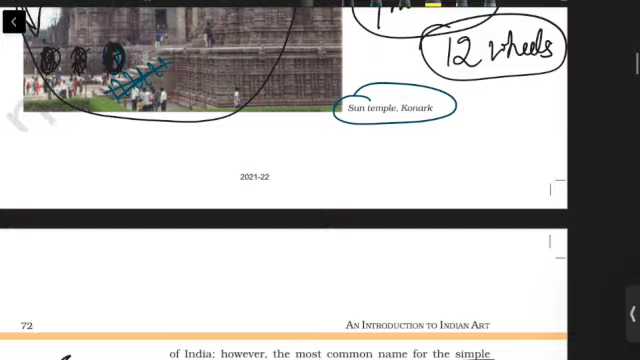 12 wheels
Sun temple, Konark
2021-22
72
AN INTRODUCTION TO INDIAN ART
of India; however, the most common name for the simple